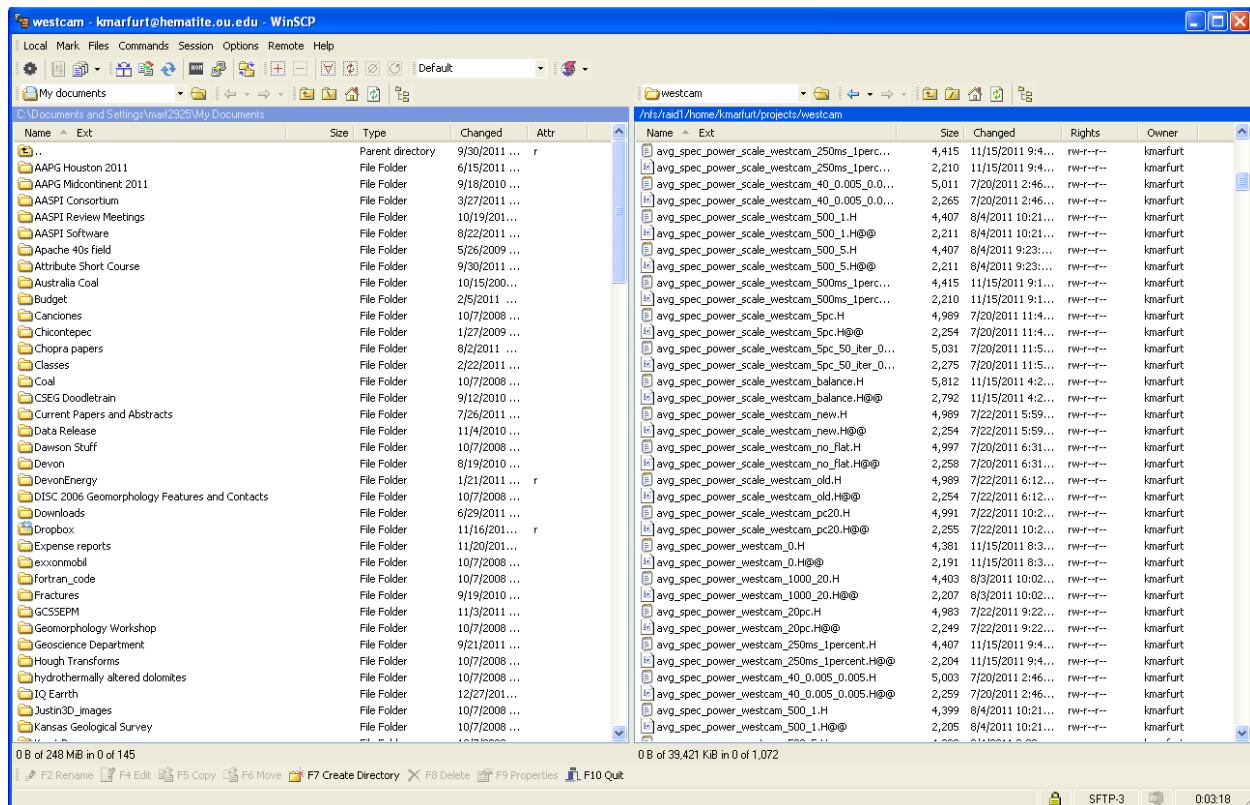 westcam - kmarfurt@hematite.ou.edu - WinSCP
Local Mark Files Commands Session Options Remote Help
Default
My documents
westcam
C:\Documents and Settings\marf2925\My Documents
/nfs/raid1/home/kmarfurt/projects/westcam
Name Ext Size Type Changed Attr
Name Ext Size Changed Rights Owner
.. Parent directory 9/30/2011 ... r
AAPG Houston 2011 File Folder 6/15/2011 ...
AAPG Midcontinent 2011 File Folder 9/18/2010 ...
AASPI Consortium File Folder 3/27/2011 ...
AASPI Review Meetings File Folder 10/19/201...
AASPI Software File Folder 8/22/2011 ...
Apache 40s field File Folder 5/26/2009 ...
Attribute Short Course File Folder 9/30/2011 ...
Australia Coal File Folder 10/15/200...
Budget File Folder 2/5/2011 ...
Canciones File Folder 10/7/2008 ...
Chicontepec File Folder 1/27/2009 ...
Chopra papers File Folder 8/2/2011 ...
Classes File Folder 2/22/2011 ...
Coal File Folder 10/7/2008 ...
CSEG Doodletrain File Folder 9/12/2010 ...
Current Papers and Abstracts File Folder 7/26/2011 ...
Data Release File Folder 11/4/2010 ...
Dawson Stuff File Folder 10/7/2008 ...
Devon File Folder 8/19/2010 ...
DevonEnergy File Folder 1/21/2011 ... r
DISC 2006 Geomorphology Features and Contacts File Folder 10/7/2008 ...
Downloads File Folder 6/29/2011 ...
Dropbox File Folder 11/16/201... r
Expense reports File Folder 11/20/201...
exxonmobil File Folder 10/7/2008 ...
fortran_code File Folder 10/7/2008 ...
Fractures File Folder 9/19/2010 ...
GCSSEPM File Folder 11/3/2011 ...
Geomorphology Workshop File Folder 10/7/2008 ...
Geoscience Department File Folder 9/21/2011 ...
Hough Transforms File Folder 10/7/2008 ...
hydrothermally altered dolomites File Folder 10/7/2008 ...
IQ Earrth File Folder 12/27/201...
Justin3D_images File Folder 10/7/2008 ...
Kansas Geological Survey File Folder 10/7/2008 ...
avg_spec_power_scale_westcam_250ms_1perc... 4,415 11/15/2011 9:4... rw-r--r-- kmarfurt
avg_spec_power_scale_westcam_250ms_1perc... 2,210 11/15/2011 9:4... rw-r--r-- kmarfurt
avg_spec_power_scale_westcam_40_0.005_0.0... 5,011 7/20/2011 2:46... rw-r--r-- kmarfurt
avg_spec_power_scale_westcam_40_0.005_0.0... 2,265 7/20/2011 2:46... rw-r--r-- kmarfurt
avg_spec_power_scale_westcam_500_1.H 4,407 8/4/2011 10:21... rw-r--r-- kmarfurt
avg_spec_power_scale_westcam_500_1.H@@ 2,211 8/4/2011 10:21... rw-r--r-- kmarfurt
avg_spec_power_scale_westcam_500_5.H 4,407 8/4/2011 9:23:... rw-r--r-- kmarfurt
avg_spec_power_scale_westcam_500_5.H@@ 2,211 8/4/2011 9:23:... rw-r--r-- kmarfurt
avg_spec_power_scale_westcam_500ms_1perc... 4,415 11/15/2011 9:1... rw-r--r-- kmarfurt
avg_spec_power_scale_westcam_500ms_1perc... 2,210 11/15/2011 9:1... rw-r--r-- kmarfurt
avg_spec_power_scale_westcam_5pc.H 4,989 7/20/2011 11:4... rw-r--r-- kmarfurt
avg_spec_power_scale_westcam_5pc.H@@ 2,254 7/20/2011 11:4... rw-r--r-- kmarfurt
avg_spec_power_scale_westcam_5pc_50_iter_0... 5,031 7/20/2011 11:5... rw-r--r-- kmarfurt
avg_spec_power_scale_westcam_5pc_50_iter_0... 2,275 7/20/2011 11:5... rw-r--r-- kmarfurt
avg_spec_power_scale_westcam_balance.H 5,812 11/15/2011 4:2... rw-r--r-- kmarfurt
avg_spec_power_scale_westcam_balance.H@@ 2,792 11/15/2011 4:2... rw-r--r-- kmarfurt
avg_spec_power_scale_westcam_new.H 4,989 7/22/2011 5:59... rw-r--r-- kmarfurt
avg_spec_power_scale_westcam_new.H@@ 2,254 7/22/2011 5:59... rw-r--r-- kmarfurt
avg_spec_power_scale_westcam_no_flat.H 4,997 7/20/2011 6:31... rw-r--r-- kmarfurt
avg_spec_power_scale_westcam_no_flat.H@@ 2,258 7/20/2011 6:31... rw-r--r-- kmarfurt
avg_spec_power_scale_westcam_old.H 4,989 7/22/2011 6:12... rw-r--r-- kmarfurt
avg_spec_power_scale_westcam_old.H@@ 2,254 7/22/2011 6:12... rw-r--r-- kmarfurt
avg_spec_power_scale_westcam_pc20.H 4,991 7/22/2011 10:2... rw-r--r-- kmarfurt
avg_spec_power_scale_westcam_pc20.H@@ 2,255 7/22/2011 10:2... rw-r--r-- kmarfurt
avg_spec_power_westcam_0.H 4,381 11/15/2011 8:3... rw-r--r-- kmarfurt
avg_spec_power_westcam_0.H@@ 2,191 11/15/2011 8:3... rw-r--r-- kmarfurt
avg_spec_power_westcam_1000_20.H 4,403 8/3/2011 10:02... rw-r--r-- kmarfurt
avg_spec_power_westcam_1000_20.H@@ 2,207 8/3/2011 10:02... rw-r--r-- kmarfurt
avg_spec_power_westcam_20pc.H 4,983 7/22/2011 9:22... rw-r--r-- kmarfurt
avg_spec_power_westcam_20pc.H@@ 2,249 7/22/2011 9:22... rw-r--r-- kmarfurt
avg_spec_power_westcam_250ms_1percent.H 4,407 11/15/2011 9:4... rw-r--r-- kmarfurt
avg_spec_power_westcam_250ms_1percent.H@@ 2,204 11/15/2011 9:4... rw-r--r-- kmarfurt
avg_spec_power_westcam_40_0.005_0.005.H 5,003 7/20/2011 2:46... rw-r--r-- kmarfurt
avg_spec_power_westcam_40_0.005_0.005.H@@ 2,259 7/20/2011 2:46... rw-r--r-- kmarfurt
avg_spec_power_westcam_500_1.H 4,399 8/4/2011 10:21... rw-r--r-- kmarfurt
avg_spec_power_westcam_500_1.H@@ 2,205 8/4/2011 10:21... rw-r--r-- kmarfurt
0 B of 248 MiB in 0 of 145
0 B of 39,421 KiB in 0 of 1,072
F2 Rename F4 Edit F5 Copy F6 Move F7 Create Directory F8 Delete F9 Properties F10 Quit
SFTP-3 0:03:18